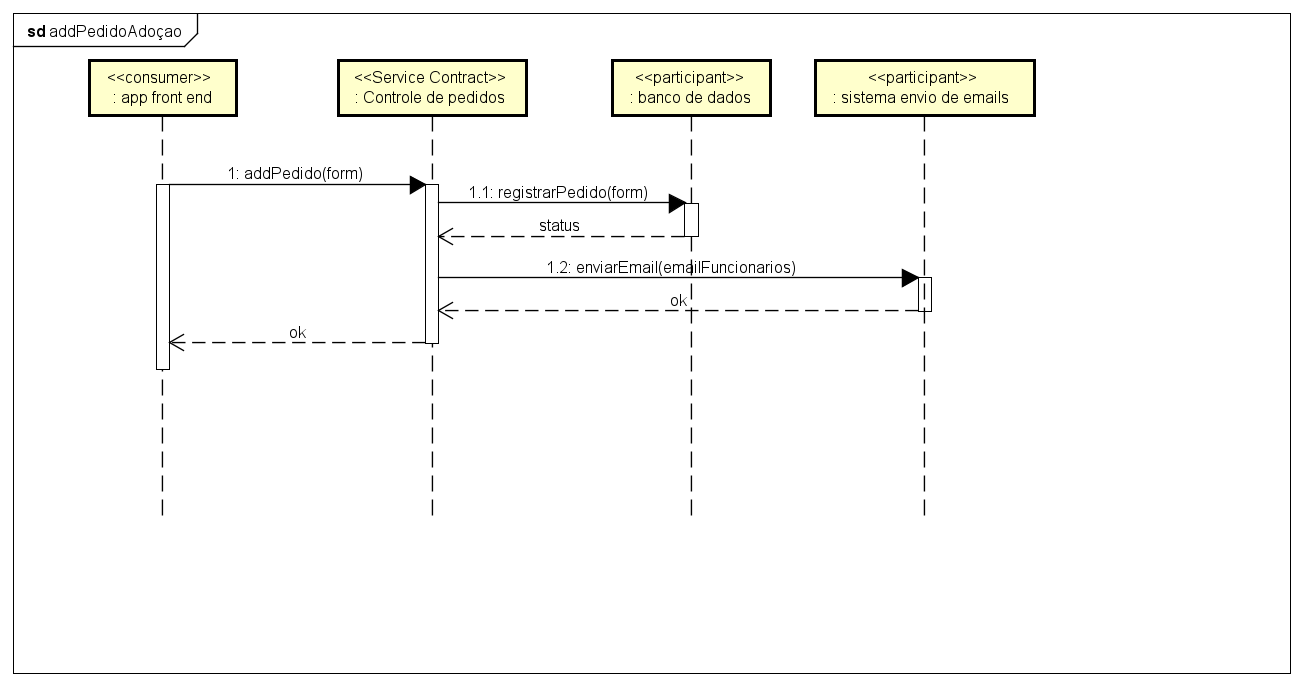 sd addPedidoAdoçao
<<consumer>>
: app front end
<<Service Contract>>
: Controle de pedidos
<<participant>>
: banco de dados
<<participant>>
: sistema envio de emails
1: addPedido(form)
1.1: registrarPedido(form)
status
1.2: enviarEmail(emailFuncionarios)
ok
ok